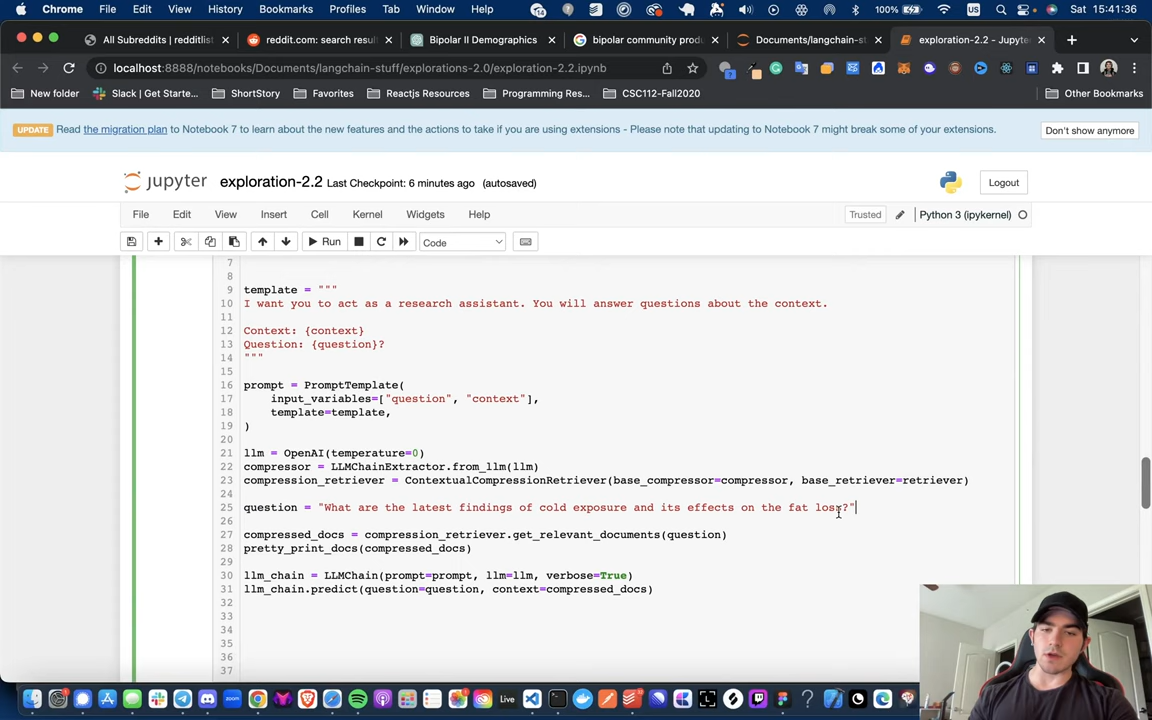 Chrome File Edit View History Bookmarks Profiles Tab Window Help 100% US Sat 15:41:36
All Subreddits | redditlist reddit.com: search result Bipolar II Demographics bipolar community prod Documents/langchain-stuff exploration-2.2 - Jupyte
localhost:8888/notebooks/Documents/langchain-stuff/explorations-2.0/exploration-2.2.ipynb
New folder Slack | Get Starte... ShortStory Favorites Reactjs Resources Programming Res... CSC112-Fall2020 Other Bookmarks
UPDATE Read the migration plan to Notebook 7 to learn about the new features and the actions to take if you are using extensions - Please note that updating to Notebook 7 might break some of your extensions. Don't show anymore
jupyter exploration-2.2 Last Checkpoint: 6 minutes ago (autosaved) Logout
File Edit View Insert Cell Kernel Widgets Help Trusted Python 3 (ipykernel)
Run Code
7
8
9 template = """
10 I want you to act as a research assistant. You will answer questions about the context.
11
12 Context: {context}
13 Question: {question}?
14 """
15
16 prompt = PromptTemplate(
17 input_variables=["question", "context"],
18 template=template,
19 )
20
21 llm = OpenAI(temperature=0)
22 compressor = LLMChainExtractor.from_llm(llm)
23 compression_retriever = ContextualCompressionRetriever(base_compressor=compressor, base_retriever=retriever)
24
25 question = "What are the latest findings of cold exposure and its effects on the fat loss?"
26
27 compressed_docs = compression_retriever.get_relevant_documents(question)
28 pretty_print_docs(compressed_docs)
29
30 llm_chain = LLMChain(prompt=prompt, llm=llm, verbose=True)
31 llm_chain.predict(question=question, context=compressed_docs)
32
33
34
35
36
37
zoom Live